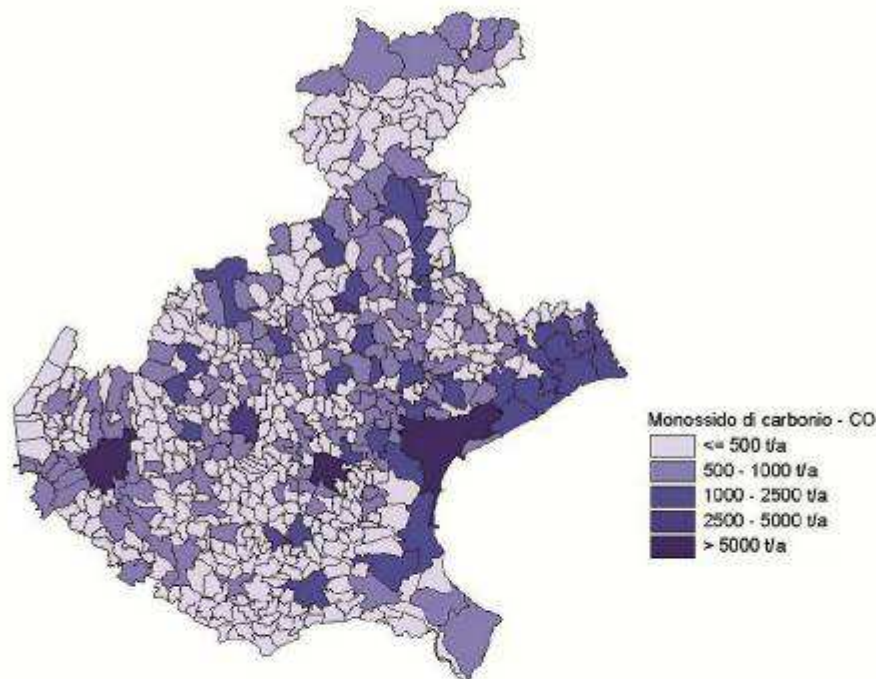 Monossido di carbonio - CO
<= 500 t/a
500 - 1000 t/a
1000 - 2500 t/a
2500 - 5000 t/a
> 5000 t/a